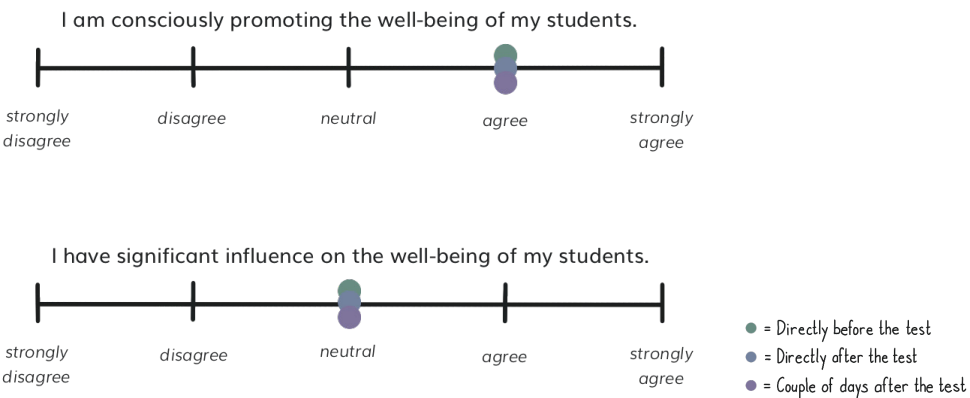 I am consciously promoting the well-being of my students.
strongly
disagree
disagree
neutral
agree
strongly
agree
I have significant influence on the well-being of my students.
strongly
disagree
disagree
neutral
agree
strongly
agree
= Directly before the test
= Directly after the test
= Couple of days after the test